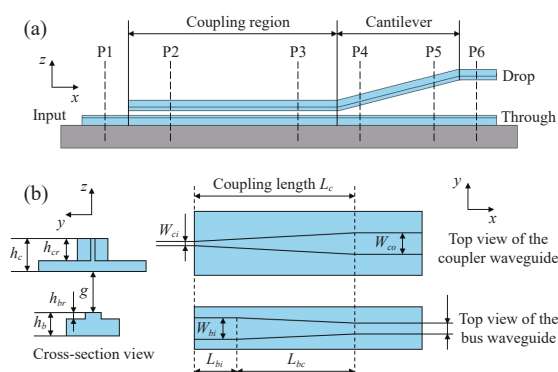 (a)
Coupling region
Cantilever
P1
P2
P3
P4
P5
P6
z
x
Drop
Input
Through
(b)
z
y
Coupling length L_c
y
x
W_ci
W_co
h_c
h_cr
Top view of the
coupler waveguide
g
h_br
h_b
W_bi
Top view of the
bus waveguide
Cross-section view
L_bi
L_bc